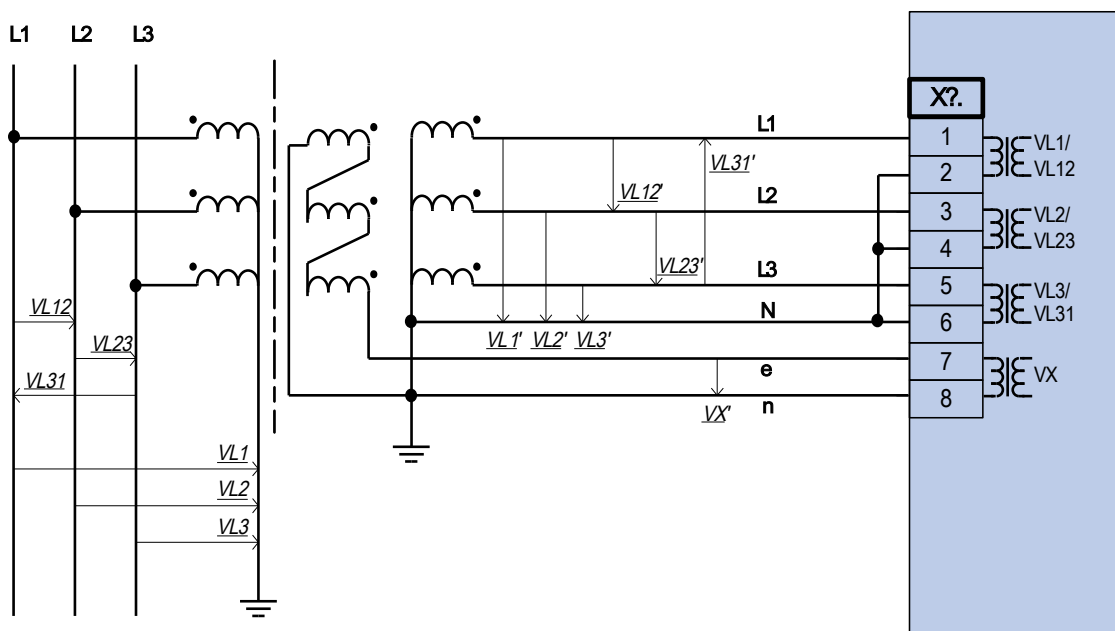 L1 L2 L3
X?.
L1
1
VL1/
VL12
VL31'
2
VL12'
L2
3
VL2/
VL23
4
VL23'
L3
5
VL3/
VL31
VL12
N
6
VL23
VL1' VL2' VL3'
7
e
VX
VL31
8
n
VX'
VL1
VL2
VL3